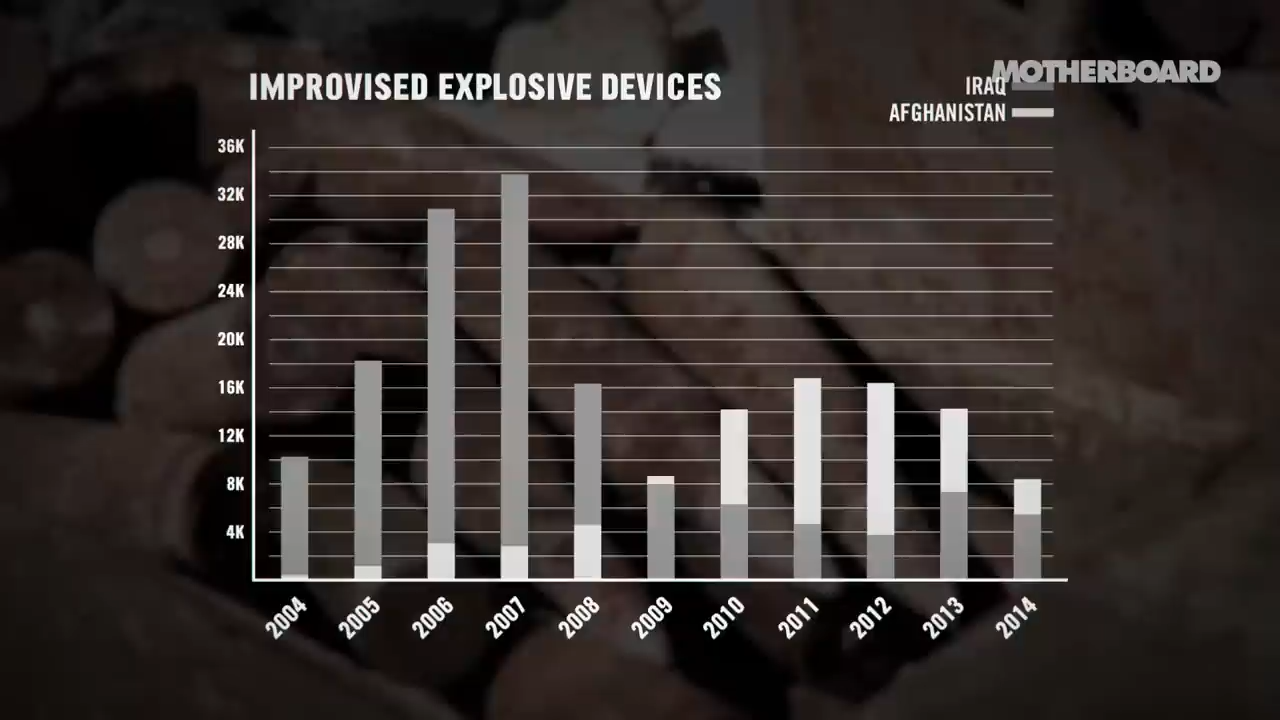 MOTHERBOARD
IMPROVISED EXPLOSIVE DEVICES
IRAQ
AFGHANISTAN
36K
32K
28K
24K
20K
16K
12K
8K
4K
2004 2005 2006 2007 2008 2009 2010 2011 2012 2013 2014